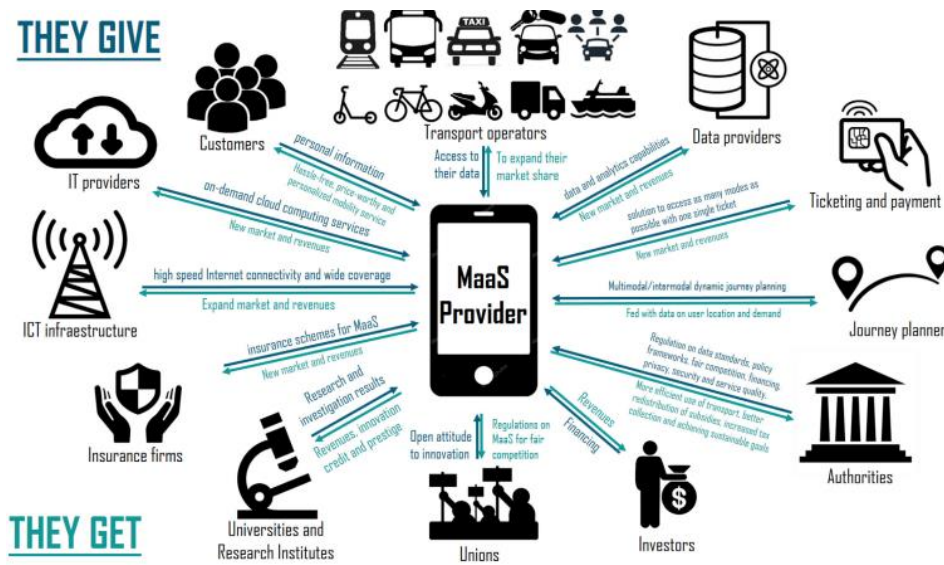 THEY GIVE
TAXI
Customers
Transport operators
Data providers
IT providers
Ticketing and payment
ICT infraestructure
Journey planner
Insurance firms
Authorities
Universities and
Research Institutes
Unions
Investors
THEY GET
MaaS
Provider
personal information
Hassle-free, price-worthy and
personalized mobility service
Access to
their data
To expand their
market share
data and analytics capabilities
New market and revenues
on-demand cloud computing services
New market and revenues
solution to access as many modes as
possible with one single ticket
New market and revenues
high speed Internet connectivity and wide coverage
Expand market and revenues
Multimodal/intermodal dynamic journey planning
Fed with data on user location and demand
insurance schemes for MaaS
New market and revenues
Regulation on data standards, policy
frameworks, fair competition, financing
privacy, security and service quality.
More efficient use of transport, better
redistribution of subsidies, increased tax
collection and achieving sustainable goals
Research and
investigation results
Revenues, innovation
credit and prestige
Open attitude
to innovation
Regulations on
MaaS for fair
competition
Revenues
Financing
$